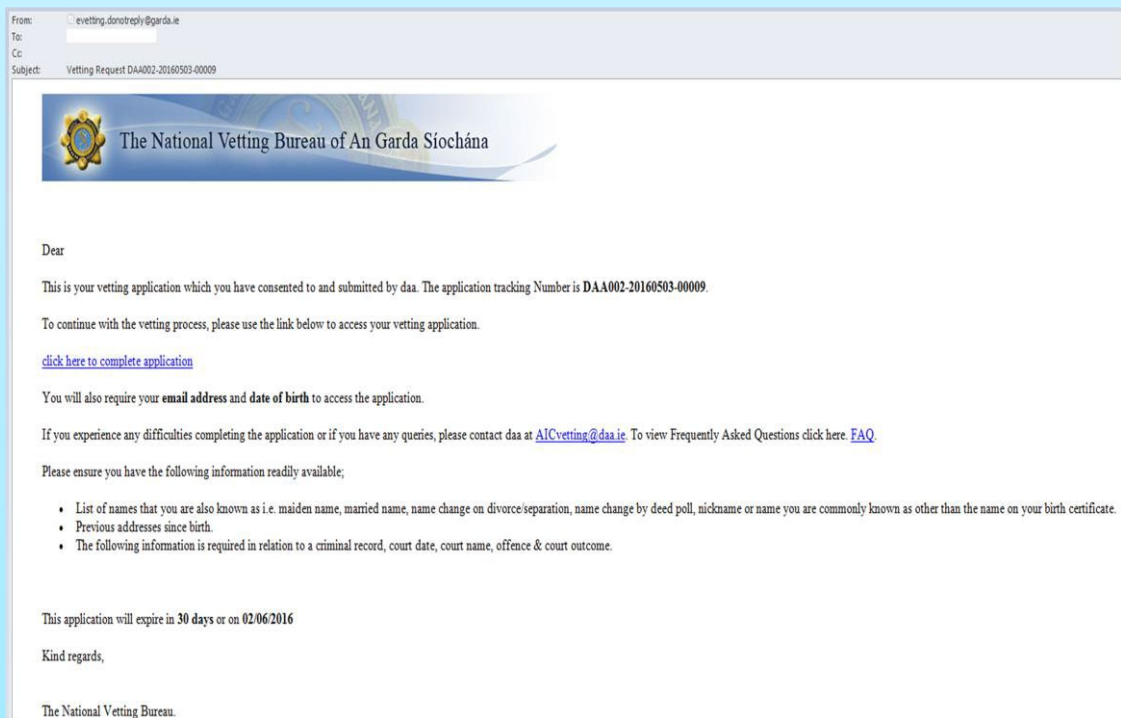 From: evetting.donotreply@garda.ie
To:
Cc:
Subject: Vetting Request DAA002-20160503-00009
The National Vetting Bureau of An Garda Síochána
Dear
This is your vetting application which you have consented to and submitted by daa. The application tracking Number is DAA002-20160503-00009.
To continue with the vetting process, please use the link below to access your vetting application.
click here to complete application
You will also require your email address and date of birth to access the application.
If you experience any difficulties completing the application or if you have any queries, please contact daa at AICvetting@daa.ie. To view Frequently Asked Questions click here. FAQ.
Please ensure you have the following information readily available;
• List of names that you are also known as i.e. maiden name, married name, name change on divorce/separation, name change by deed poll, nickname or name you are commonly known as other than the name on your birth certificate.
• Previous addresses since birth.
• The following information is required in relation to a criminal record, court date, court name, offence & court outcome.
This application will expire in 30 days or on 02/06/2016
Kind regards,
The National Vetting Bureau.